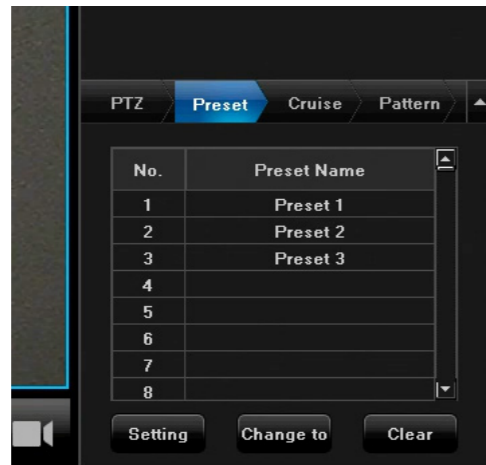 PTZ Preset Cruise Pattern
No. Preset Name
1 Preset 1
2 Preset 2
3 Preset 3
4
5
6
7
8
Setting Change to Clear